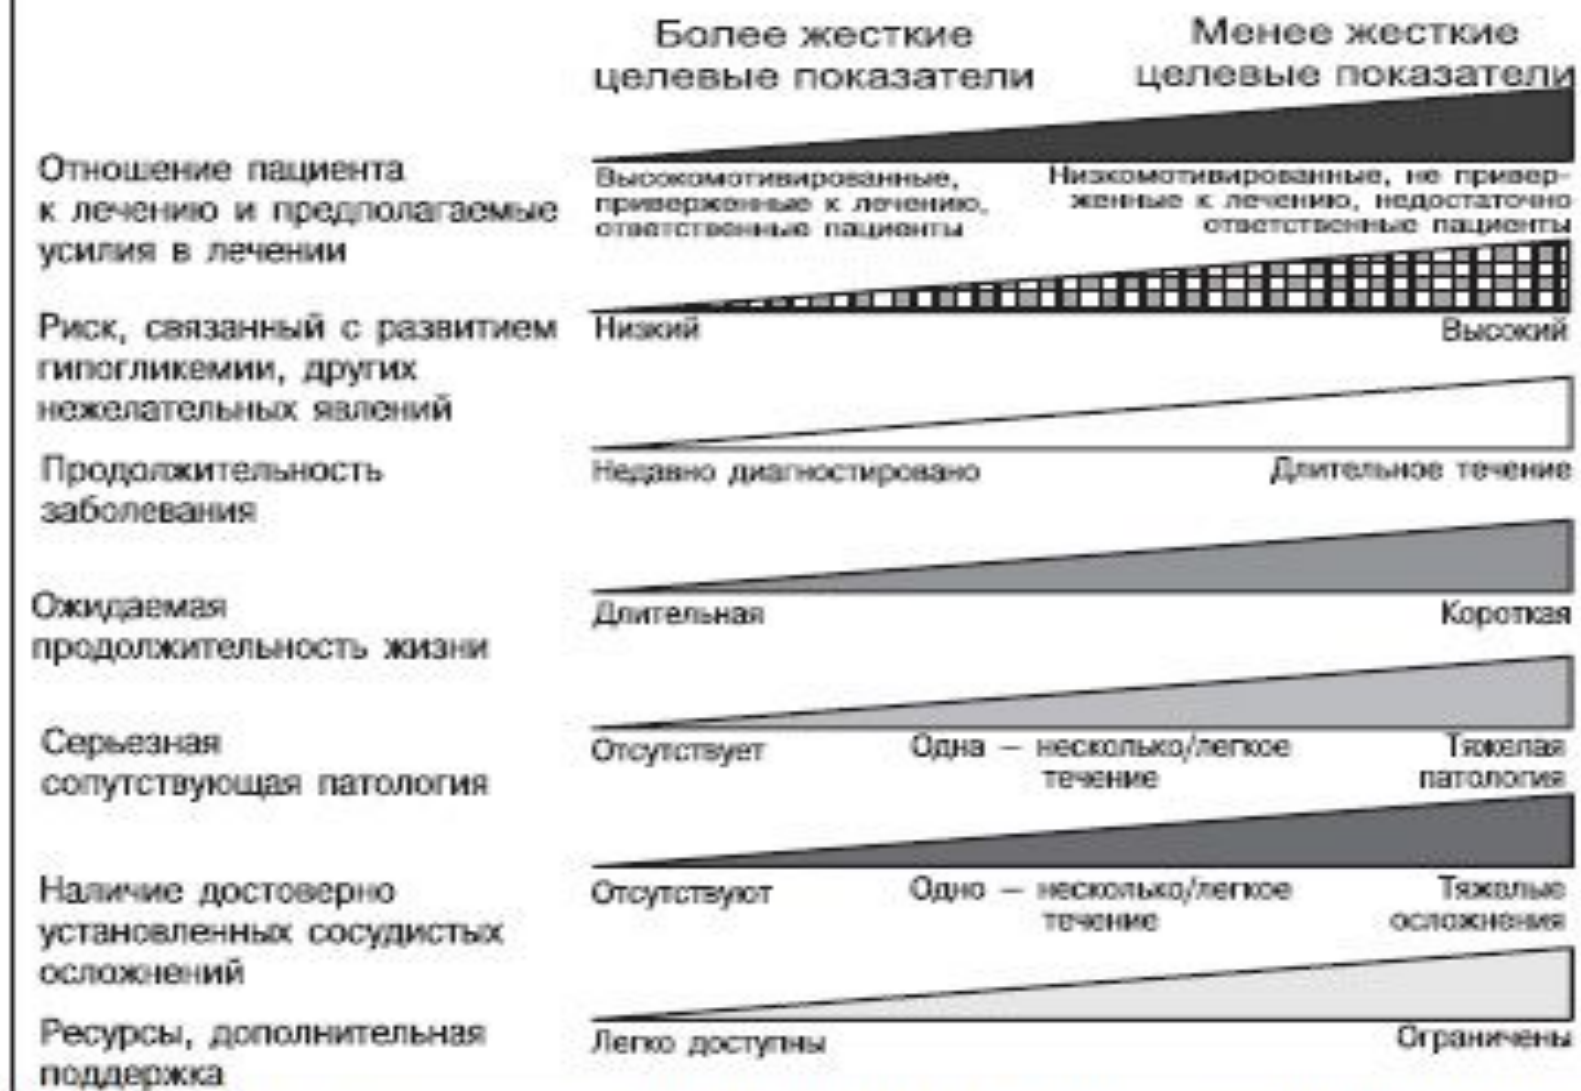 Более жесткие
целевые показатели
Менее жесткие
целевые показатели
Отношение пациента
к лечению и предполагаемые
усилия в лечении
Высокомотивированные,
приверженные к лечению,
ответственные пациенты
Низкомотивированные, не привер-
женные к лечению, недостаточно
ответственные пациенты
Риск, связанный с развитием
гипогликемии, других
нежелательных явлений
Низкий
Высокий
Продолжительность
заболевания
Недавно диагностировано
Длительное течение
Ожидаемая
продолжительность жизни
Длительная
Короткая
Серьезная
сопутствующая патология
Отсутствует
Одна – несколько/легкое
течение
Тяжелая
патология
Наличие достоверно
установленных сосудистых
осложнений
Отсутствуют
Одно – несколько/легкое
течение
Тяжелые
осложнения
Ресурсы, дополнительная
поддержка
Легко доступны
Ограничены